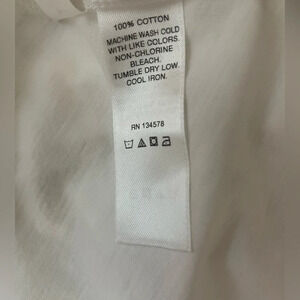 100% COTTON
MACHINE WASH COLD
WITH LIKE COLORS.
NON-CHLORINE
BLEACH.
TUMBLE DRY LOW.
COOL IRON.
RN 134578